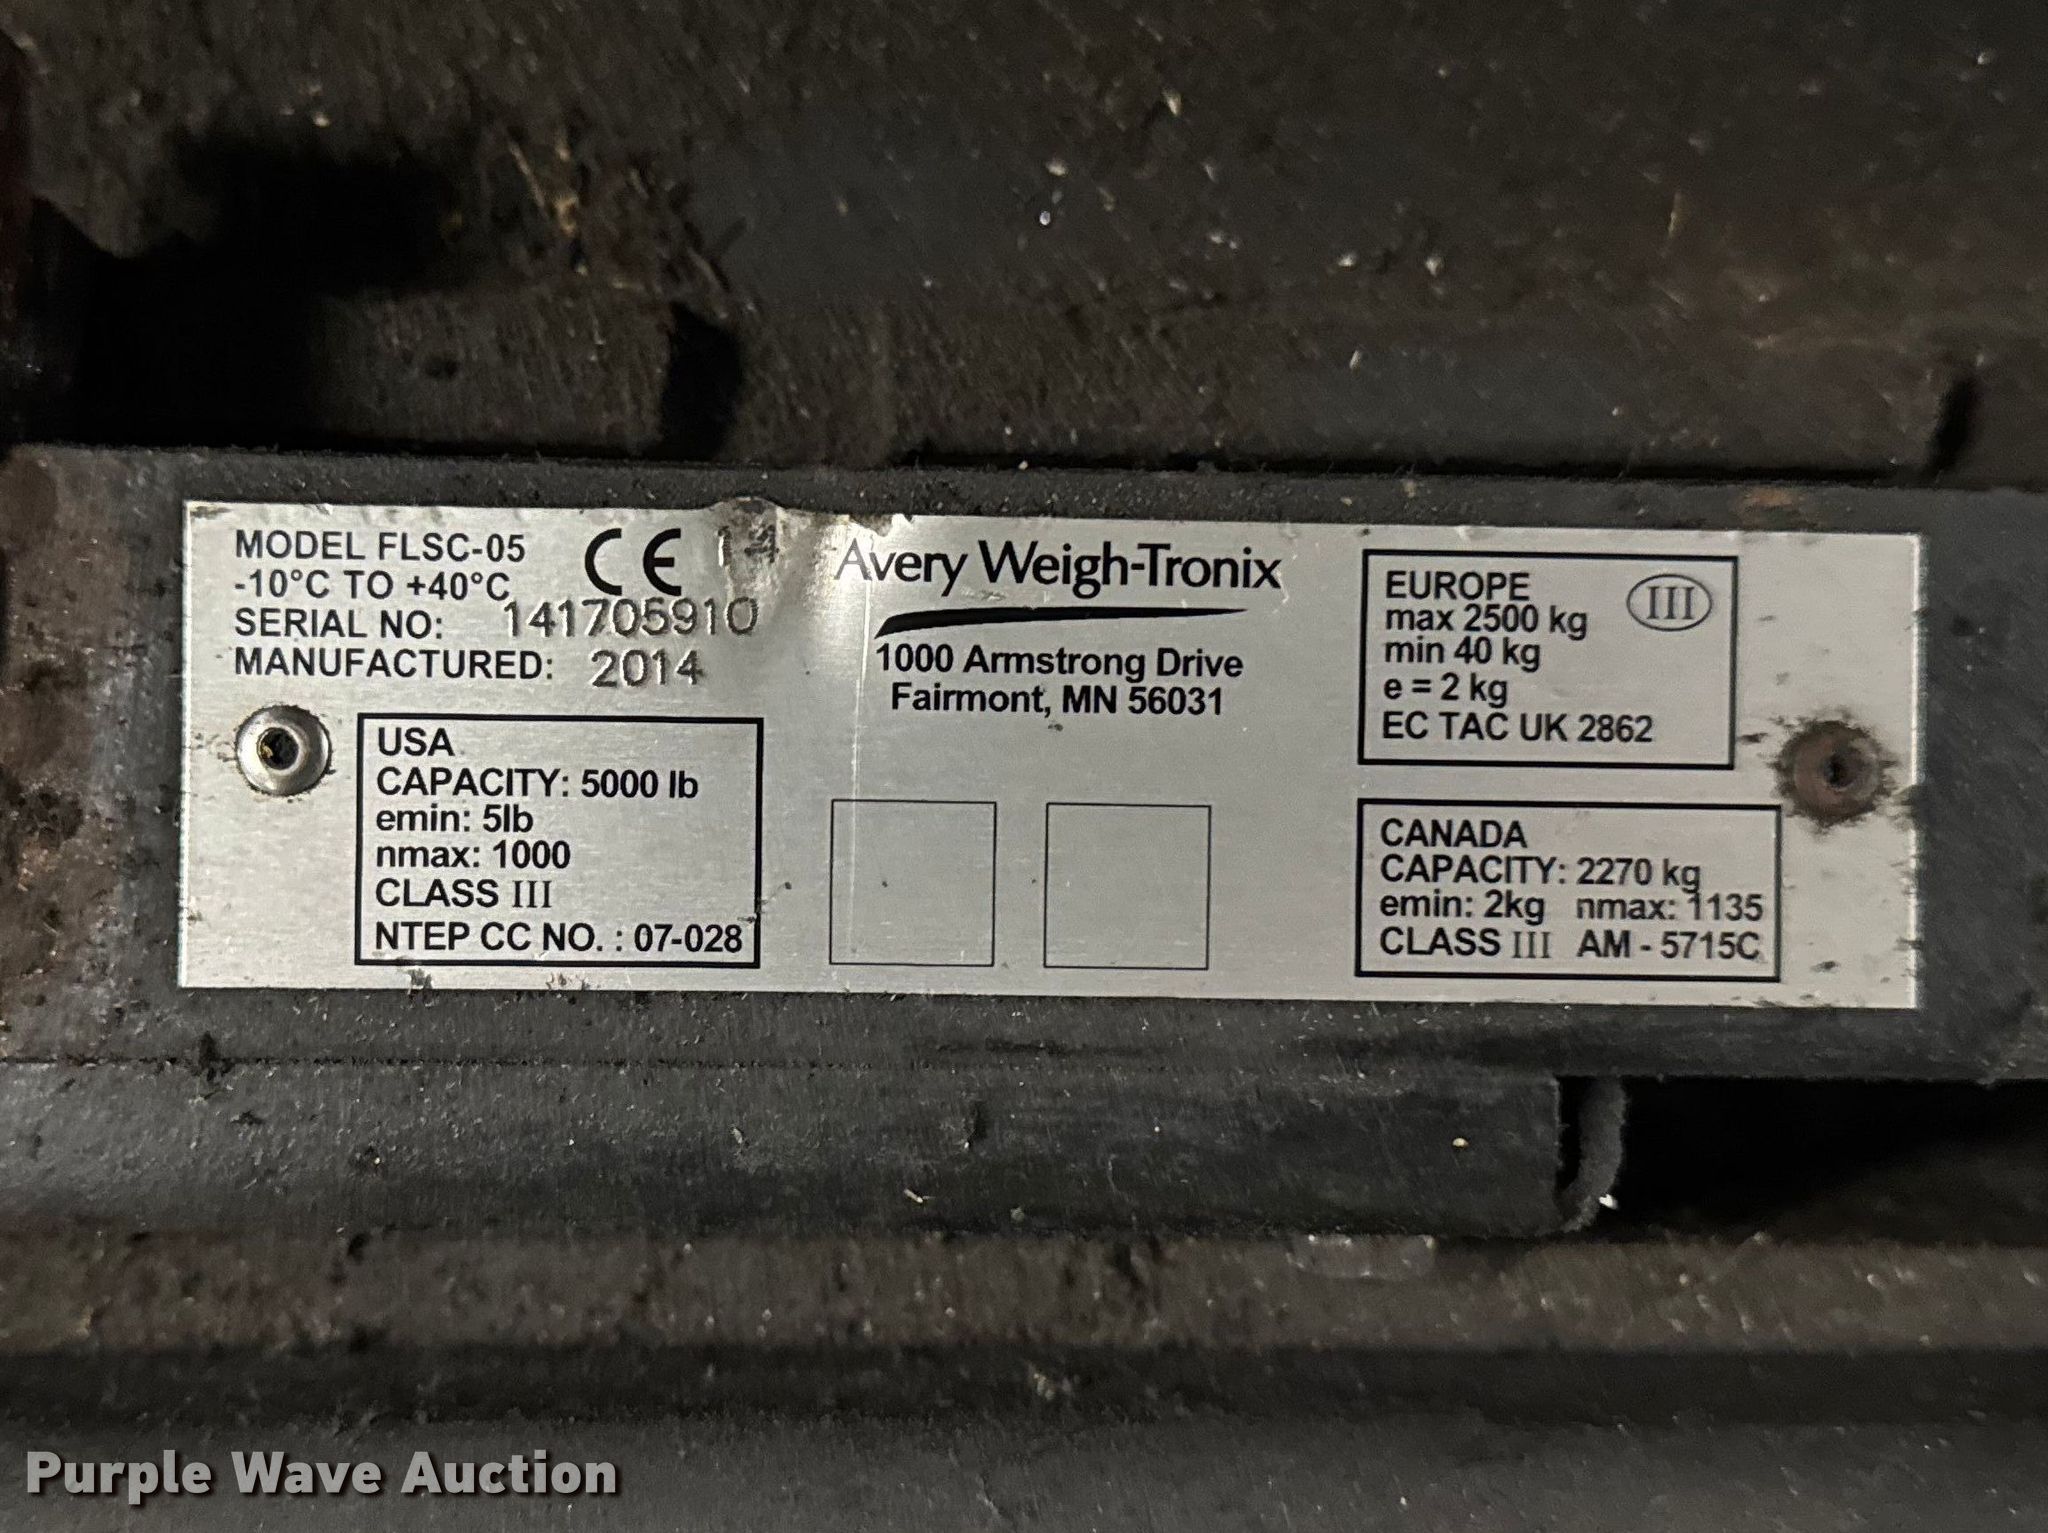 MODEL FLSC-05
CE 14
-10°C TO +40°C
SERIAL NO: 141705910
MANUFACTURED: 2014
USA
CAPACITY: 5000 lb
emin: 5lb
nmax: 1000
CLASS III
NTEP CC NO. : 07-028
Avery Weigh-Tronix
1000 Armstrong Drive
Fairmont, MN 56031
EUROPE III
max 2500 kg
min 40 kg
e = 2 kg
EC TAC UK 2862
CANADA
CAPACITY: 2270 kg
emin: 2kg nmax: 1135
CLASS III AM - 5715C
Purple Wave Auction